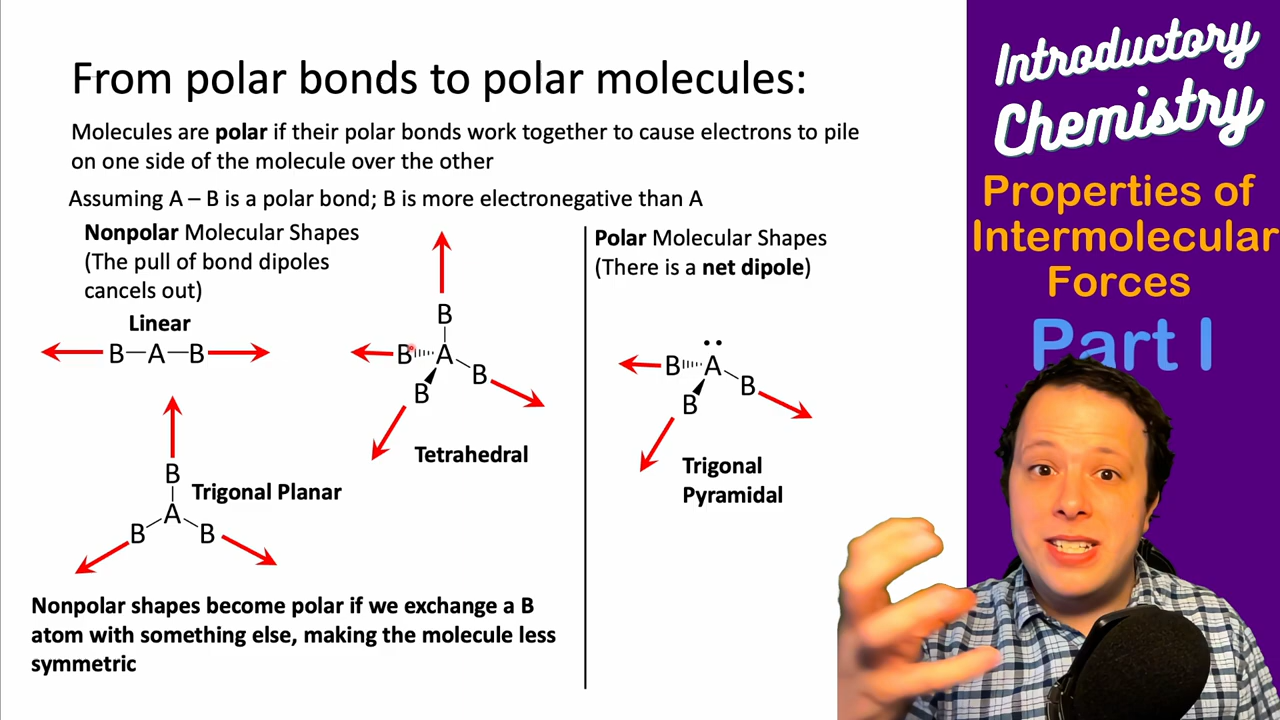 From polar bonds to polar molecules:
Molecules are polar if their polar bonds work together to cause electrons to pile
on one side of the molecule over the other
Assuming A – B is a polar bond; B is more electronegative than A
Nonpolar Molecular Shapes
(The pull of bond dipoles
cancels out)
Linear
B A B
B
B A
B
B
Tetrahedral
B
A
B B
Trigonal Planar
Nonpolar shapes become polar if we exchange a B
atom with something else, making the molecule less
symmetric
Polar Molecular Shapes
(There is a net dipole)
B A
B
B
Trigonal
Pyramidal
Introductory
Chemistry
Properties of
Intermolecular
Forces
Part I